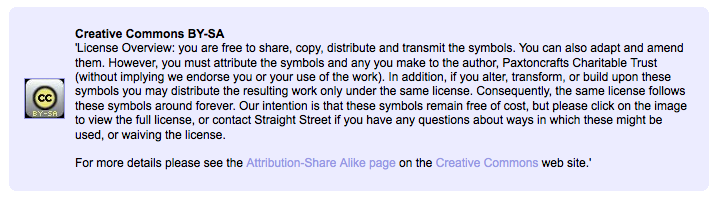 Creative Commons BY-SA
'License Overview: you are free to share, copy, distribute and transmit the symbols. You can also adapt and amend
them. However, you must attribute the symbols and any you make to the author, Paxtoncrafts Charitable Trust
(without implying we endorse you or your use of the work). In addition, if you alter, transform, or build upon these
symbols you may distribute the resulting work only under the same license. Consequently, the same license follows
these symbols around forever. Our intention is that these symbols remain free of cost, but please click on the image
to view the full license, or contact Straight Street if you have any questions about ways in which these might be
used, or waiving the license.
For more details please see the Attribution-Share Alike page on the Creative Commons web site.'
cc
BY-SA